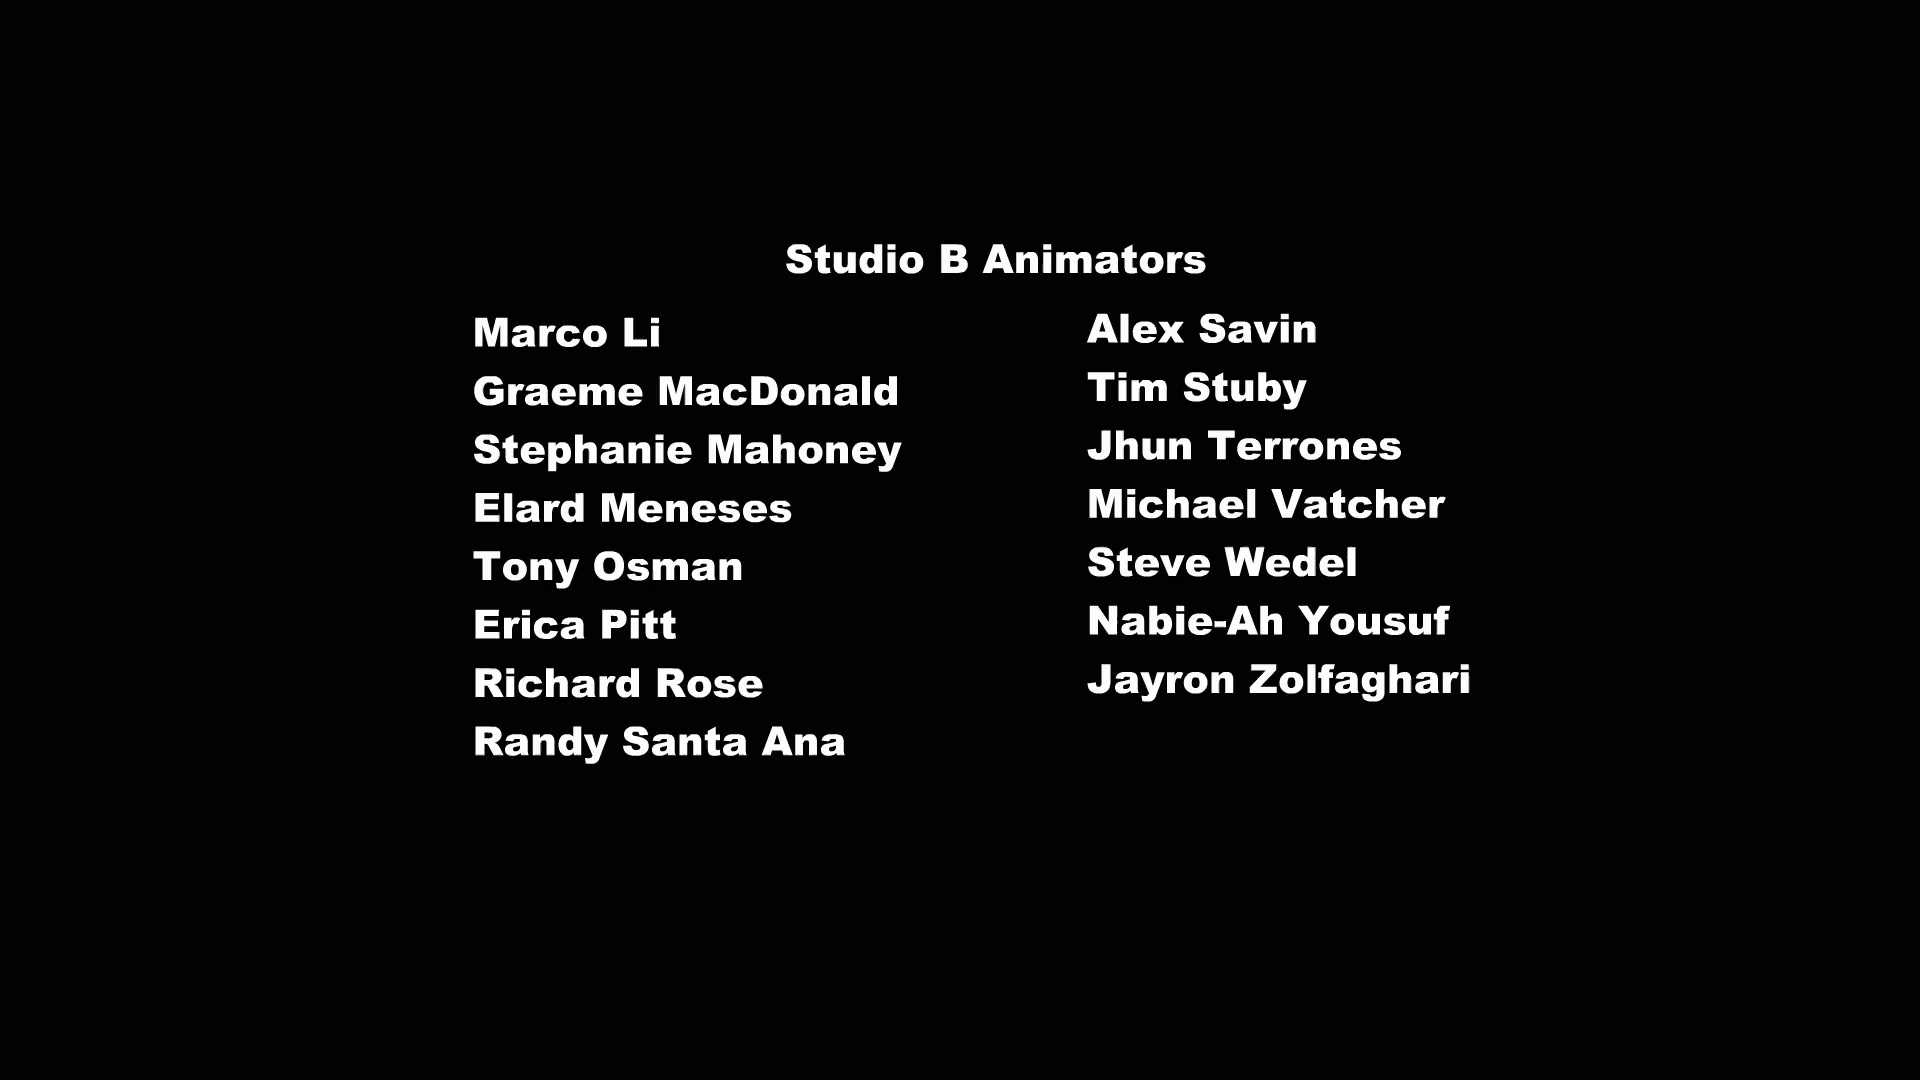 Studio B Animators
Marco Li
Graeme MacDonald
Stephanie Mahoney
Elard Meneses
Tony Osman
Erica Pitt
Richard Rose
Randy Santa Ana
Alex Savin
Tim Stuby
Jhun Terrones
Michael Vatcher
Steve Wedel
Nabie-Ah Yousuf
Jayron Zolfaghari